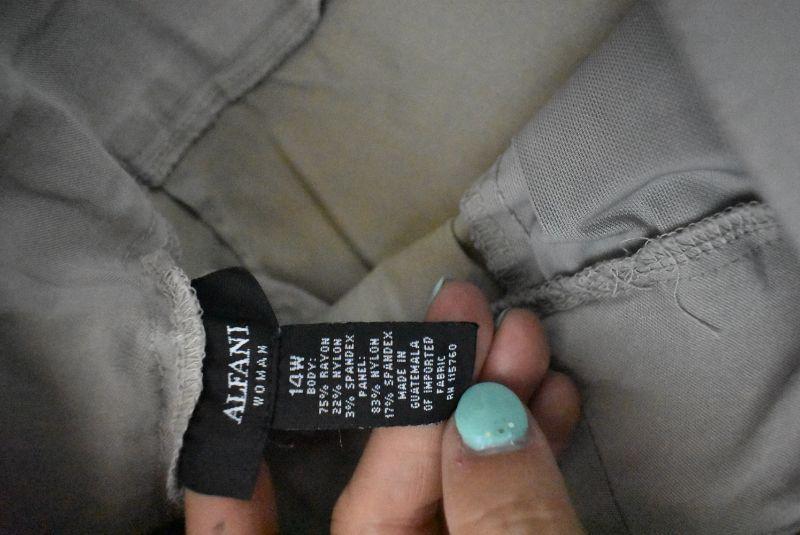 ALFANI
WOMAN
14W
BODY:
75% RAYON
22% NYLON
3% SPANDEX
PANEL:
83% NYLON
17% SPANDEX
MADE IN
GUATEMALA
OF IMPORTED
FABRIC
RN 115760